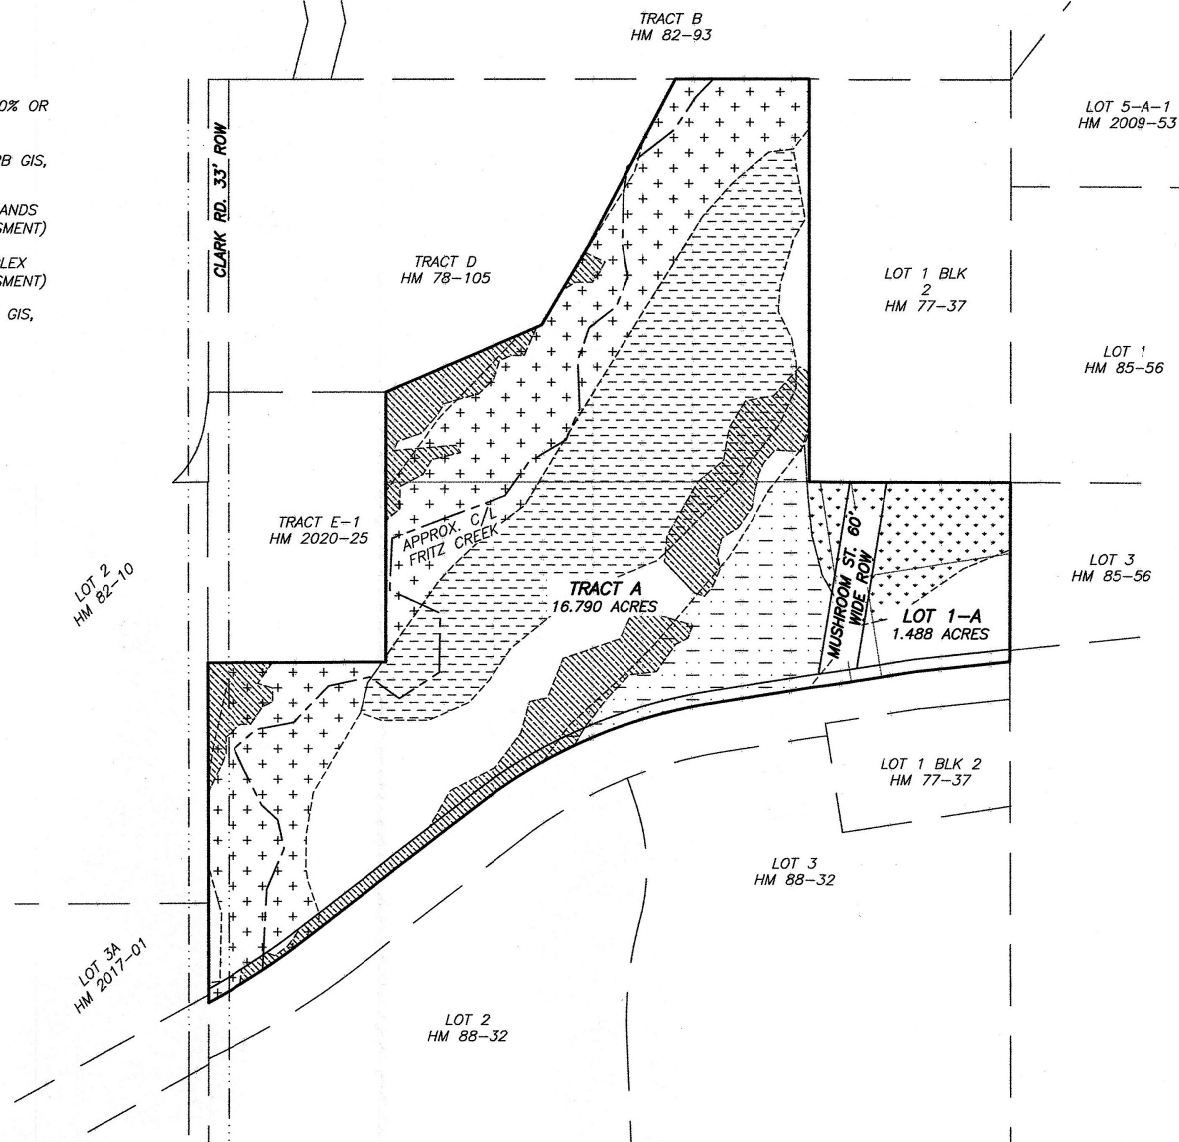 TRACT B
HM 82-93
0% OR
LOT 5-A-1
HM 2009-53
B GIS,
CLARK RD. 33' ROW
ANDS
SMENT)
LEX
SMENT)
GIS,
TRACT D
HM 78-105
LOT 1 BLK
2
HM 77-37
LOT 1
HM 85-56
TRACT E-1
HM 2020-25
APPROX. C/L
FRITZ CREEK
LOT 2
HM 82-10
TRACT A
16.790 ACRES
MUSHROOM ST. 60'
WIDE ROW
LOT 1-A
1.488 ACRES
LOT 3
HM 85-56
LOT 1 BLK 2
HM 77-37
LOT 3
HM 88-32
LOT 3A
HM 2017-01
LOT 2
HM 88-32